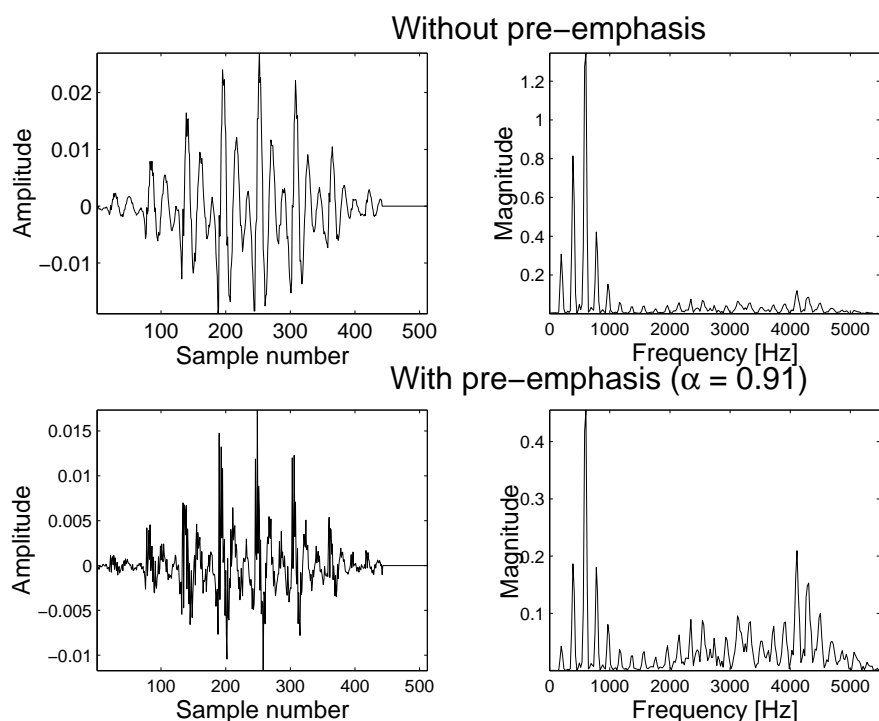 Without pre−emphasis
0.02
0.01
0
−0.01
Amplitude
100 200 300 400 500
Sample number
1.2
1
0.8
0.6
0.4
0.2
Magnitude
0 1000 2000 3000 4000 5000
Frequency [Hz]
With pre−emphasis (α = 0.91)
0.015
0.01
0.005
0
−0.005
−0.01
Amplitude
100 200 300 400 500
Sample number
0.4
0.3
0.2
0.1
Magnitude
0 1000 2000 3000 4000 5000
Frequency [Hz]